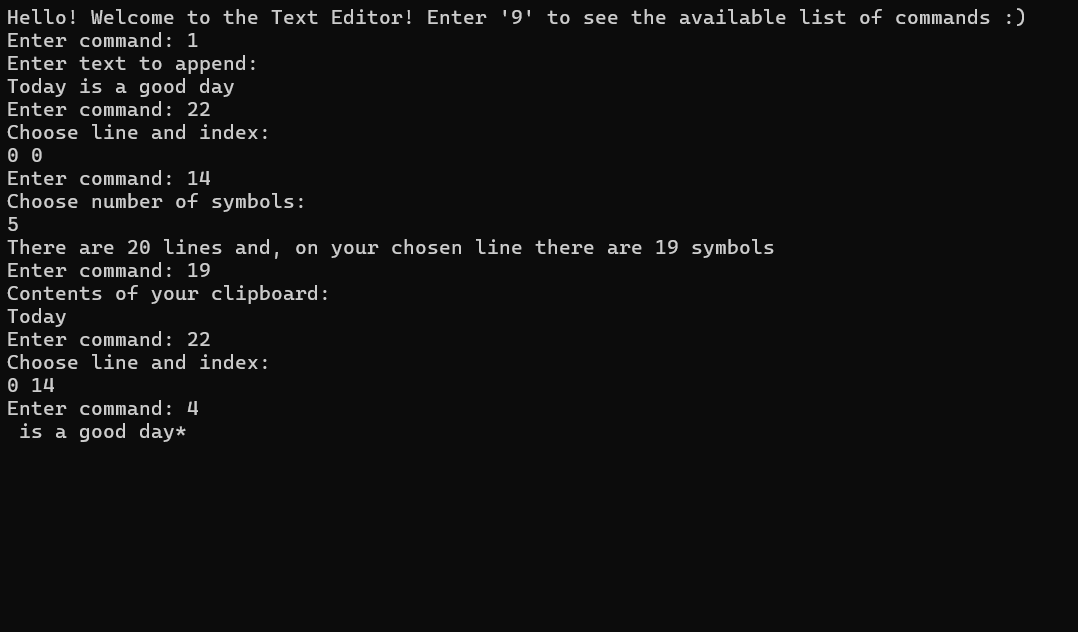 Hello! Welcome to the Text Editor! Enter '9' to see the available list of commands :)
Enter command: 1
Enter text to append:
Today is a good day
Enter command: 22
Choose line and index:
0 0
Enter command: 14
Choose number of symbols:
5
There are 20 lines and, on your chosen line there are 19 symbols
Enter command: 19
Contents of your clipboard:
Today
Enter command: 22
Choose line and index:
0 14
Enter command: 4
 is a good day*